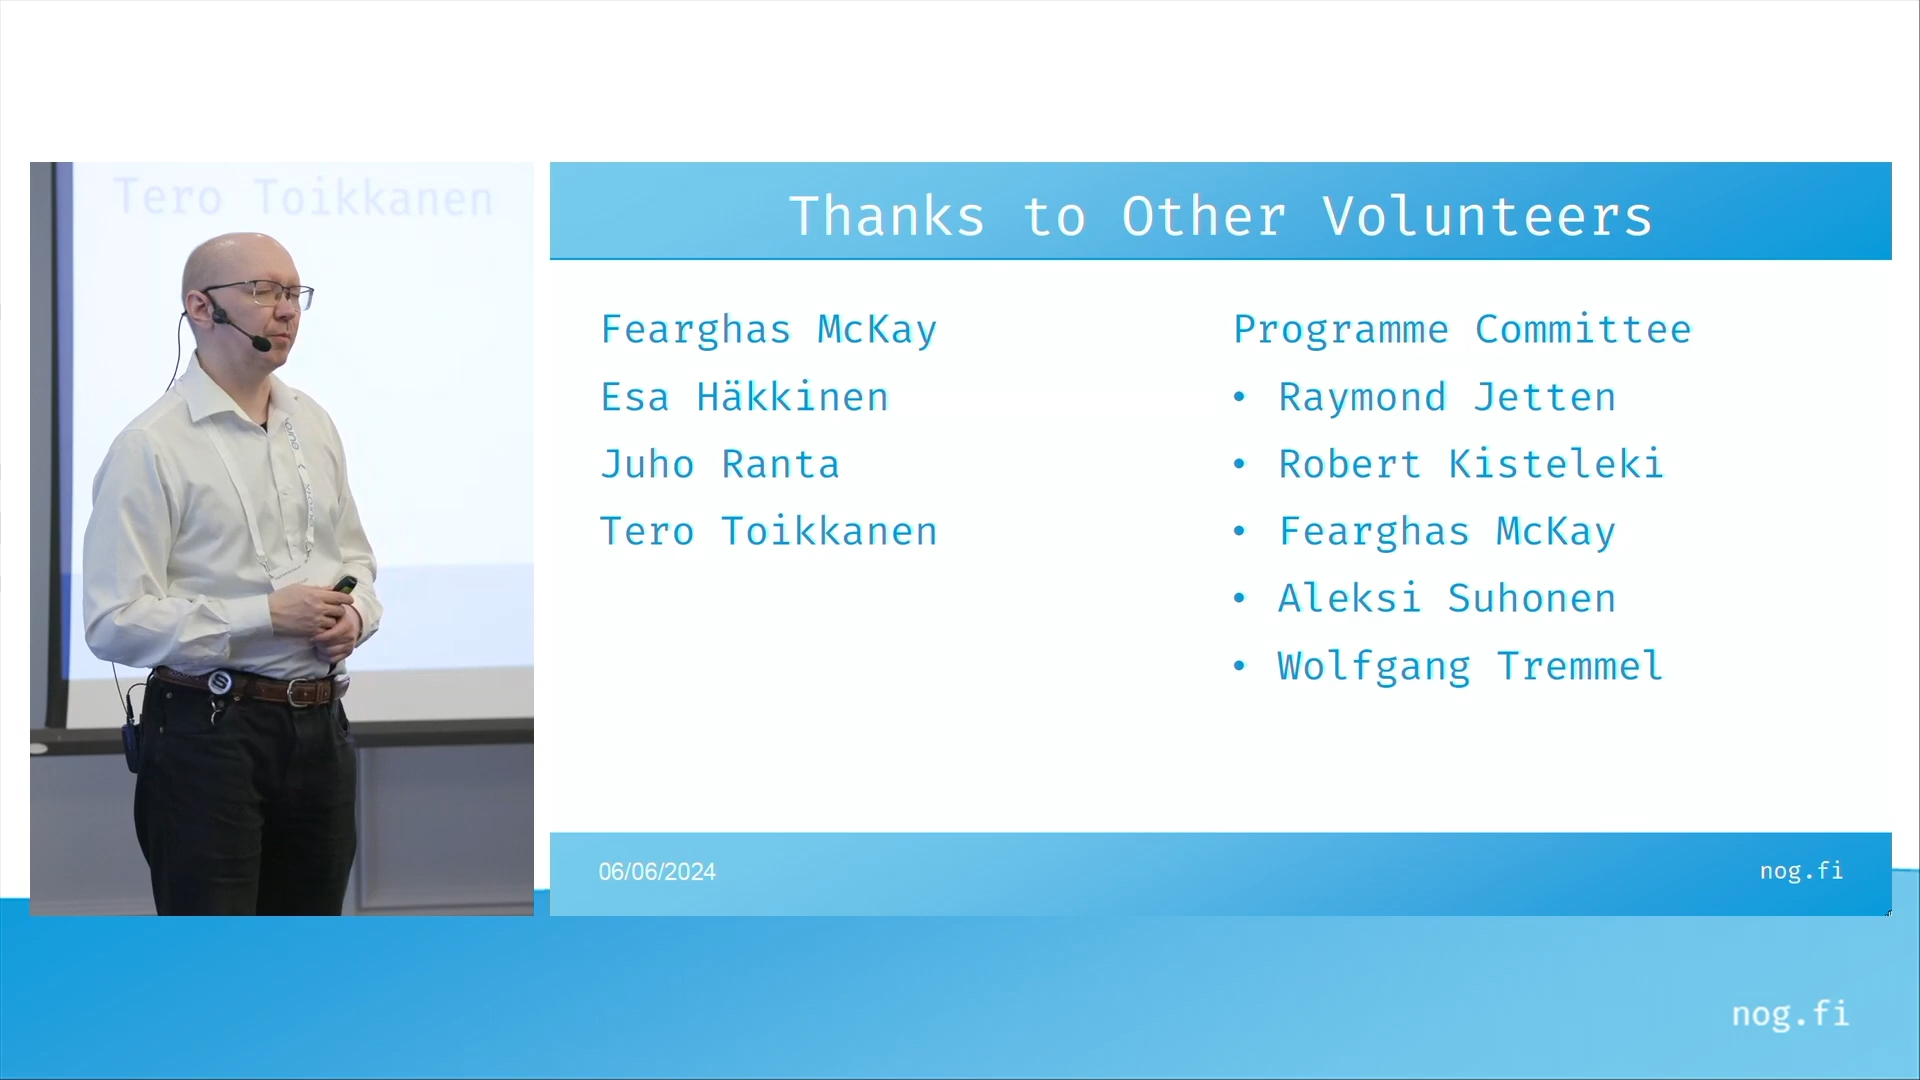 Tero Toikkanen
Thanks to Other Volunteers
Fearghas McKay
Esa Häkkinen
Juho Ranta
Tero Toikkanen
Programme Committee
• Raymond Jetten
• Robert Kisteleki
• Fearghas McKay
• Aleksi Suhonen
• Wolfgang Tremmel
06/06/2024
nog.fi
nog.fi